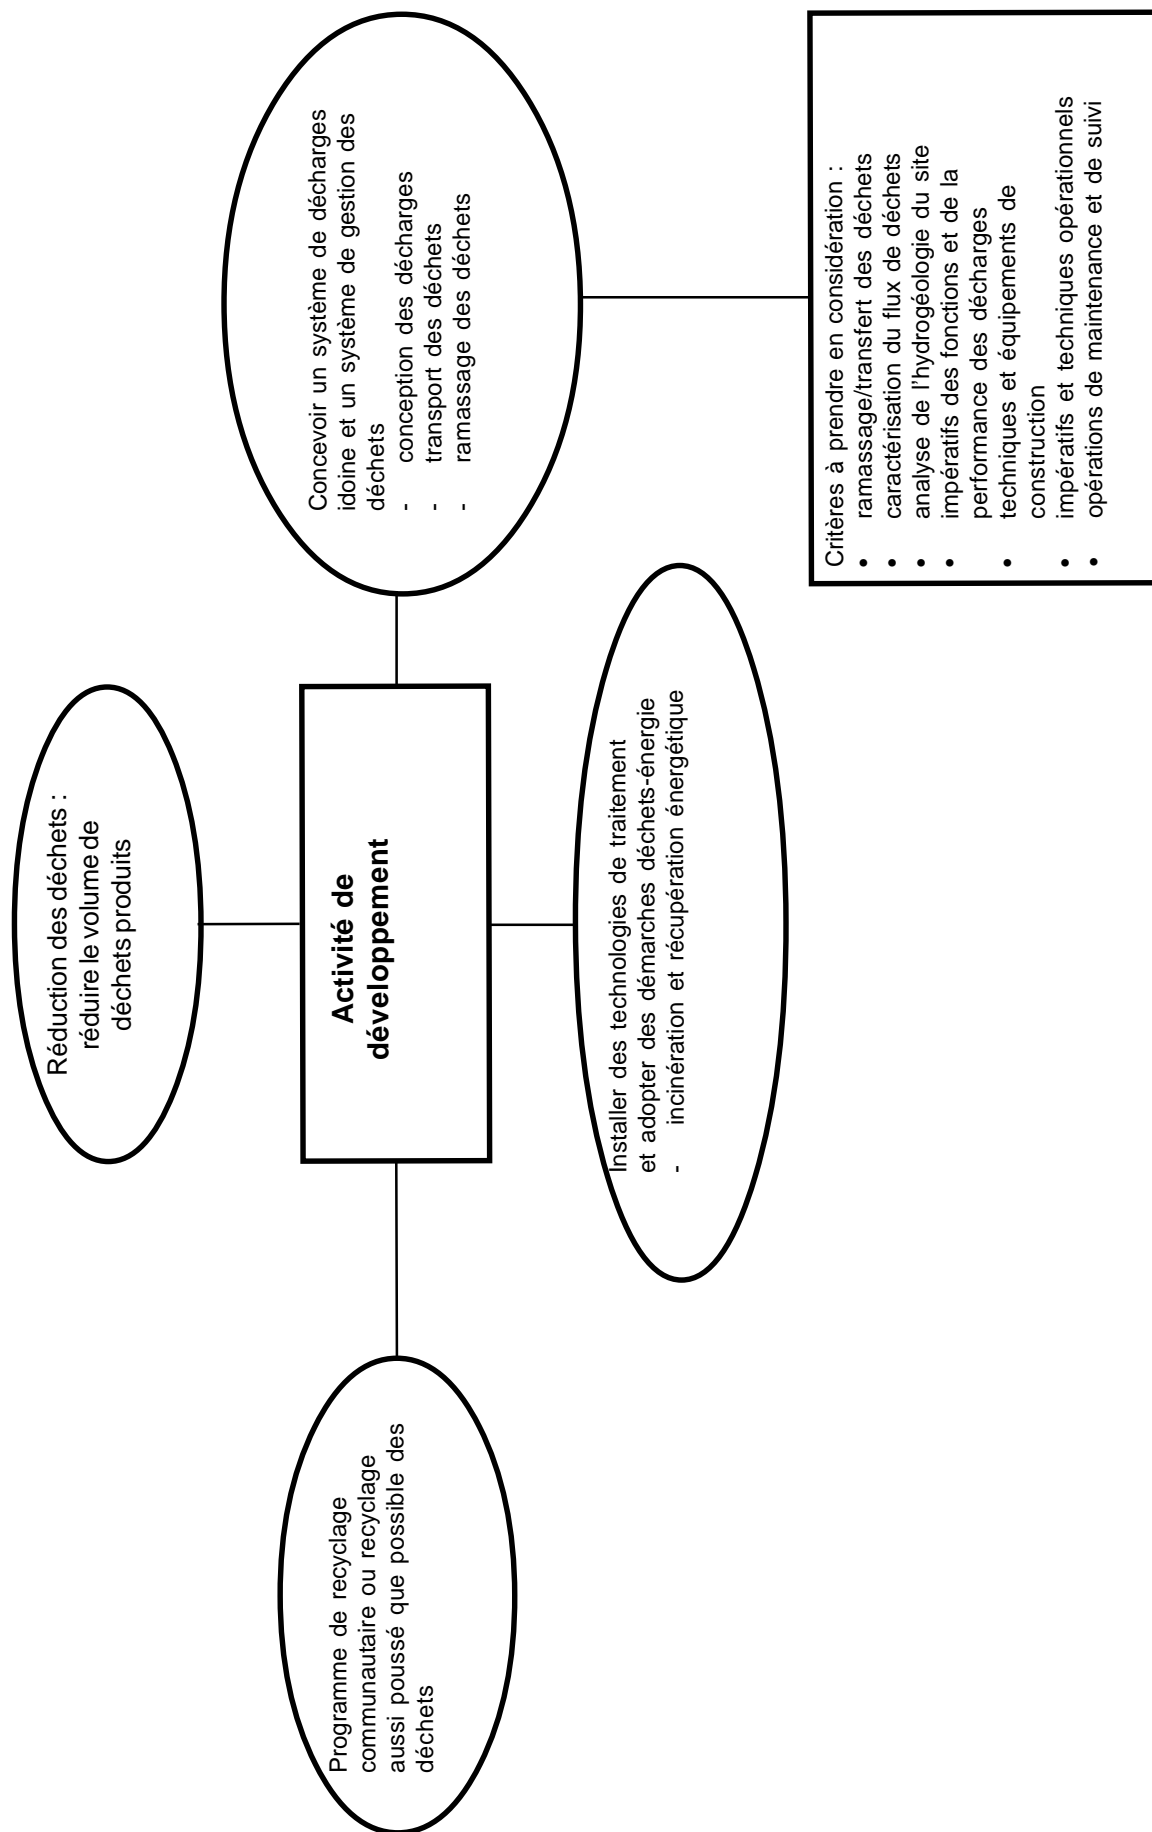 Réduction des déchets :
réduire le volume de
déchets produits
Programme de recyclage
communautaire ou recyclage
aussi poussé que possible des
déchets
Activité de
développement
Concevoir un système de décharges
idoine et un système de gestion des
déchets
- conception des décharges
- transport des déchets
- ramassage des déchets
Installer des technologies de traitement
et adopter des démarches déchets-énergie
- incinération et récupération énergétique
Critères à prendre en considération :
• ramassage/transfert des déchets
• caractérisation du flux de déchets
• analyse de l'hydrogéologie du site
• impératifs des fonctions et de la
performance des décharges
• techniques et équipements de
construction
• impératifs et techniques opérationnels
• opérations de maintenance et de suivi